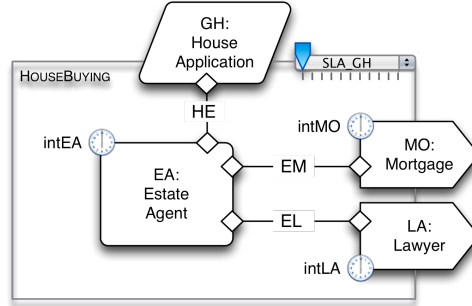 GH:
House
Application
SLA_GH
HOUSEBUYING
HE
intEA
intMO
EA:
Estate
Agent
EM
MO:
Mortgage
EL
LA:
Lawyer
intLA